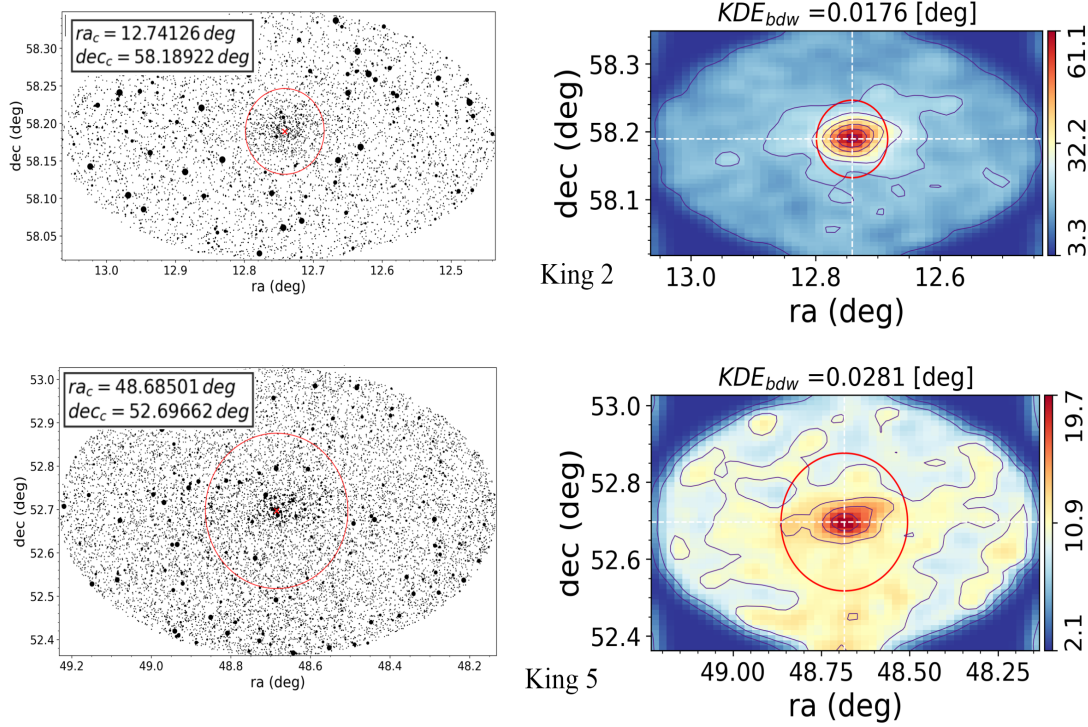 ra_c = 12.74126 deg
dec_c = 58.18922 deg
58.30
58.25
58.20
58.15
58.10
58.05
dec (deg)
13.0 12.9 12.8 12.7 12.6 12.5
ra (deg)
KDE_bdw =0.0176 [deg]
58.3
58.2
58.1
dec (deg)
13.0 12.8 12.6
ra (deg)
61.1
32.2
3.3
King 2
ra_c = 48.68501 deg
dec_c = 52.69662 deg
53.0
52.9
52.8
52.7
52.6
52.5
52.4
dec (deg)
49.2 49.0 48.8 48.6 48.4 48.2
ra (deg)
KDE_bdw =0.0281 [deg]
53.0
52.8
52.6
52.4
dec (deg)
49.00 48.75 48.50 48.25
ra (deg)
19.7
10.9
2.1
King 5